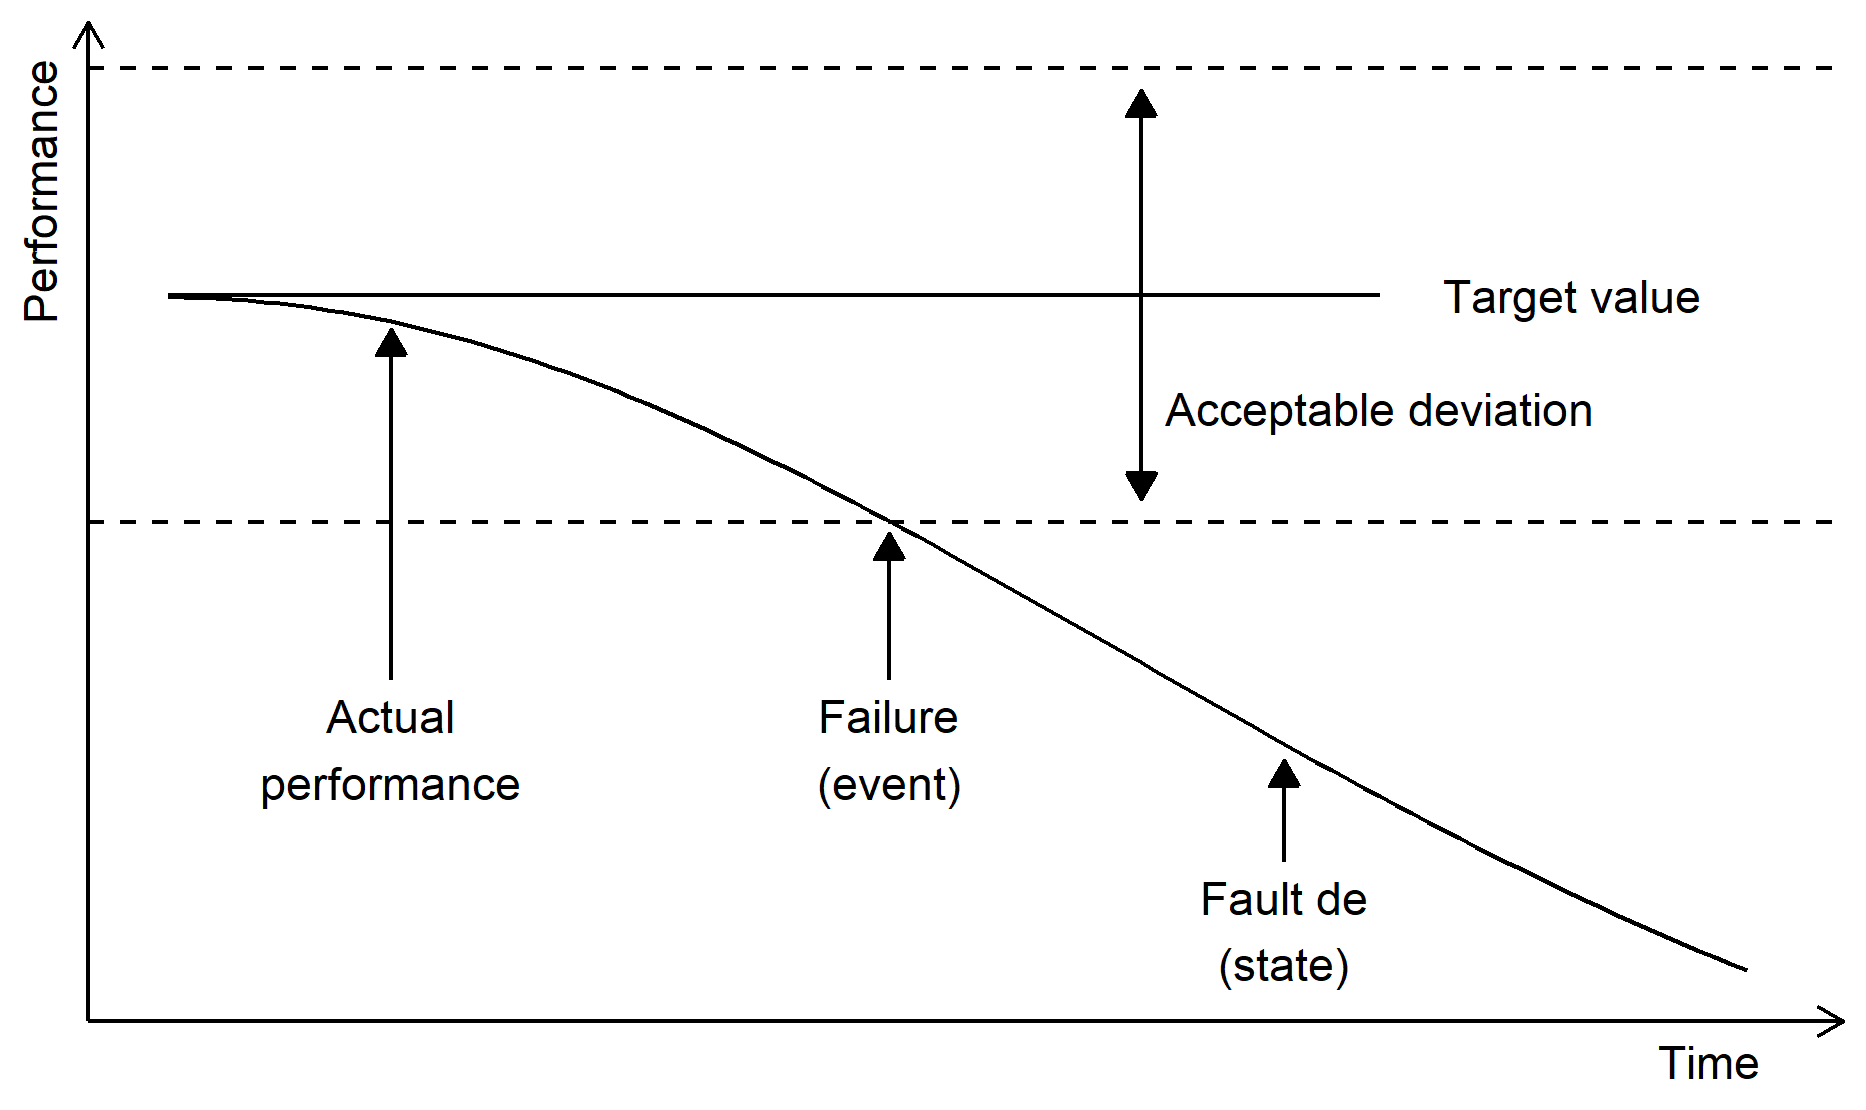 Performance
Target value
Acceptable deviation
Actual
performance
Failure
(event)
Fault de
(state)
Time